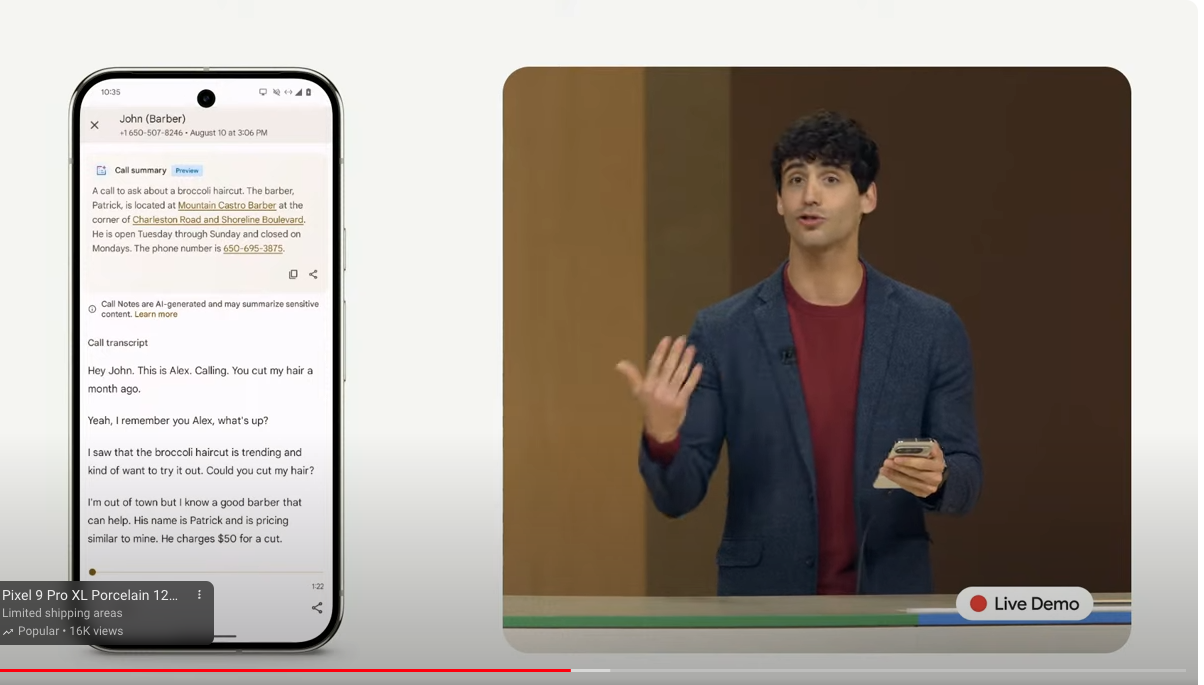 10:35
John (Barber)
+1 650-507-8246 • August 10 at 3:06 PM
Call summary Preview
A call to ask about a broccoli haircut. The barber,
Patrick, is located at Mountain Castro Barber at the
corner of Charleston Road and Shoreline Boulevard.
He is open Tuesday through Sunday and closed on
Mondays. The phone number is 650-695-3875.
Call Notes are AI-generated and may summarize sensitive
content. Learn more
Call transcript
Hey John. This is Alex. Calling. You cut my hair a
month ago.
Yeah, I remember you Alex, what's up?
I saw that the broccoli haircut is trending and
kind of want to try it out. Could you cut my hair?
I'm out of town but I know a good barber that
can help. His name is Patrick and is pricing
similar to mine. He charges $50 for a cut.
1:22
Pixel 9 Pro XL Porcelain 12...
Limited shipping areas
Popular • 16K views
Live Demo